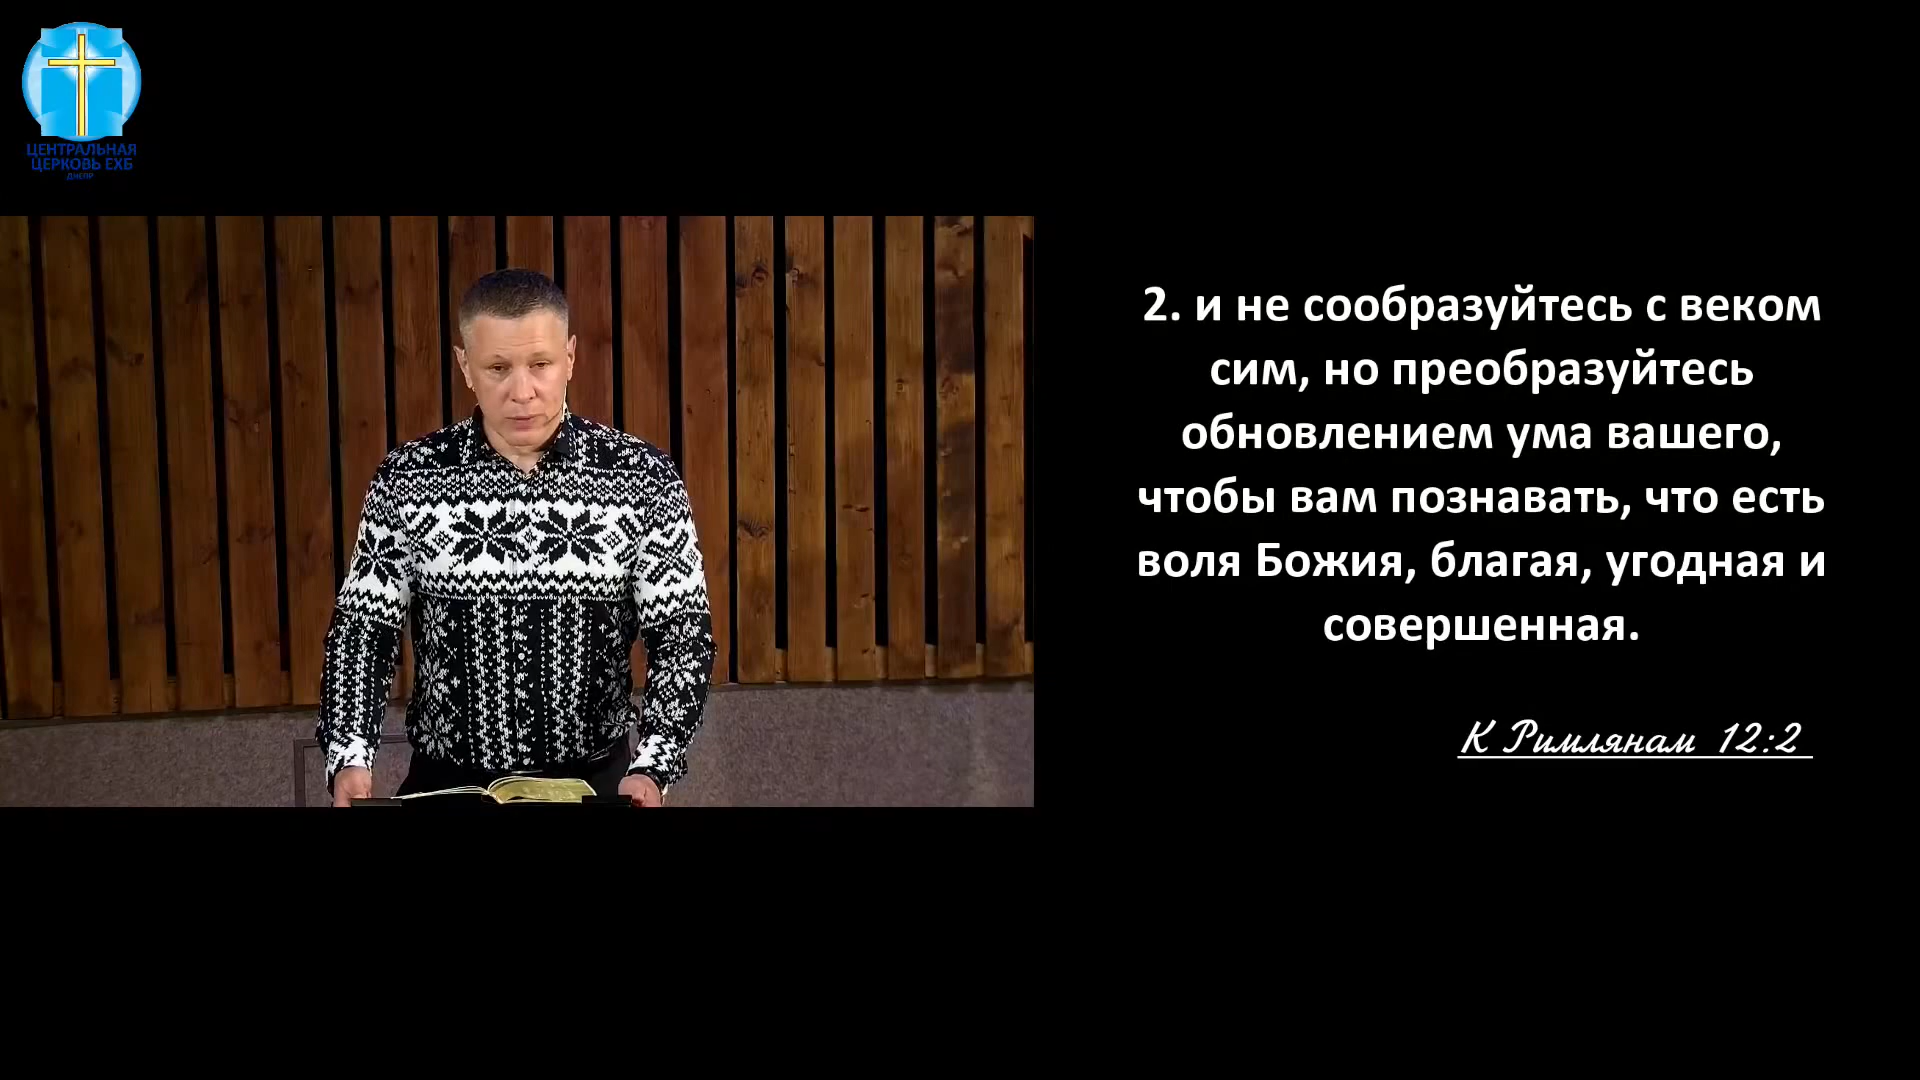 ЦЕНТРАЛЬНАЯ
ЦЕРКОВЬ ЕХБ
ДНЕПР
2. и не сообразуйтесь с веком
сим, но преобразуйтесь
обновлением ума вашего,
чтобы вам познавать, что есть
воля Божия, благая, угодная и
совершенная.
К Римлянам 12:2